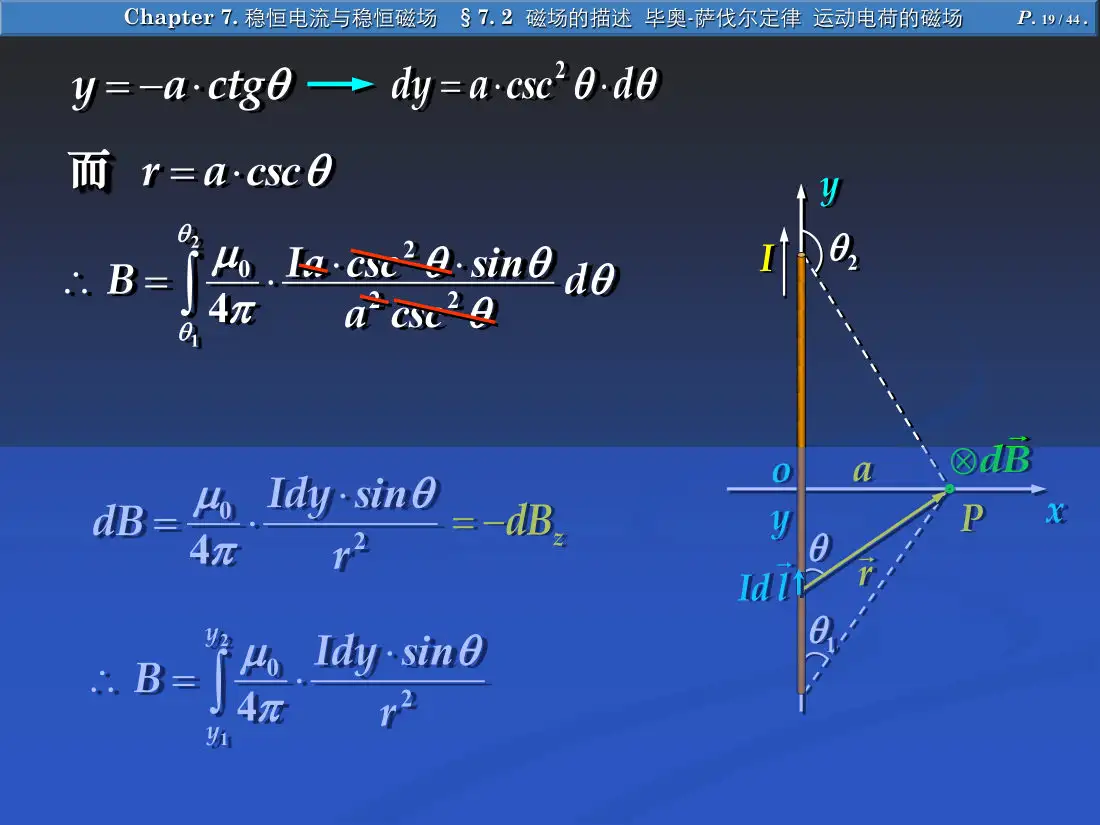 Chapter 7. 稳恒电流与稳恒磁场 §7.2 磁场的描述 毕奥-萨伐尔定律 运动电荷的磁场 P. 19 / 44 .
y = −a · ctgθ → dy = a · csc² θ · dθ
而 r = a · csc θ
∴ B = ∫_{θ₁}^{θ₂} μ₀/4π · Ia · csc² θ · sinθ / a² csc² θ dθ
dB = μ₀/4π · Idy · sinθ / r² = −dB_z
∴ B = ∫_{y₁}^{y₂} μ₀/4π · Idy · sinθ / r²
y
I
θ₂
o
a
⊗dB⃗
y
P
x
θ
Id l⃗
r⃗
θ₁